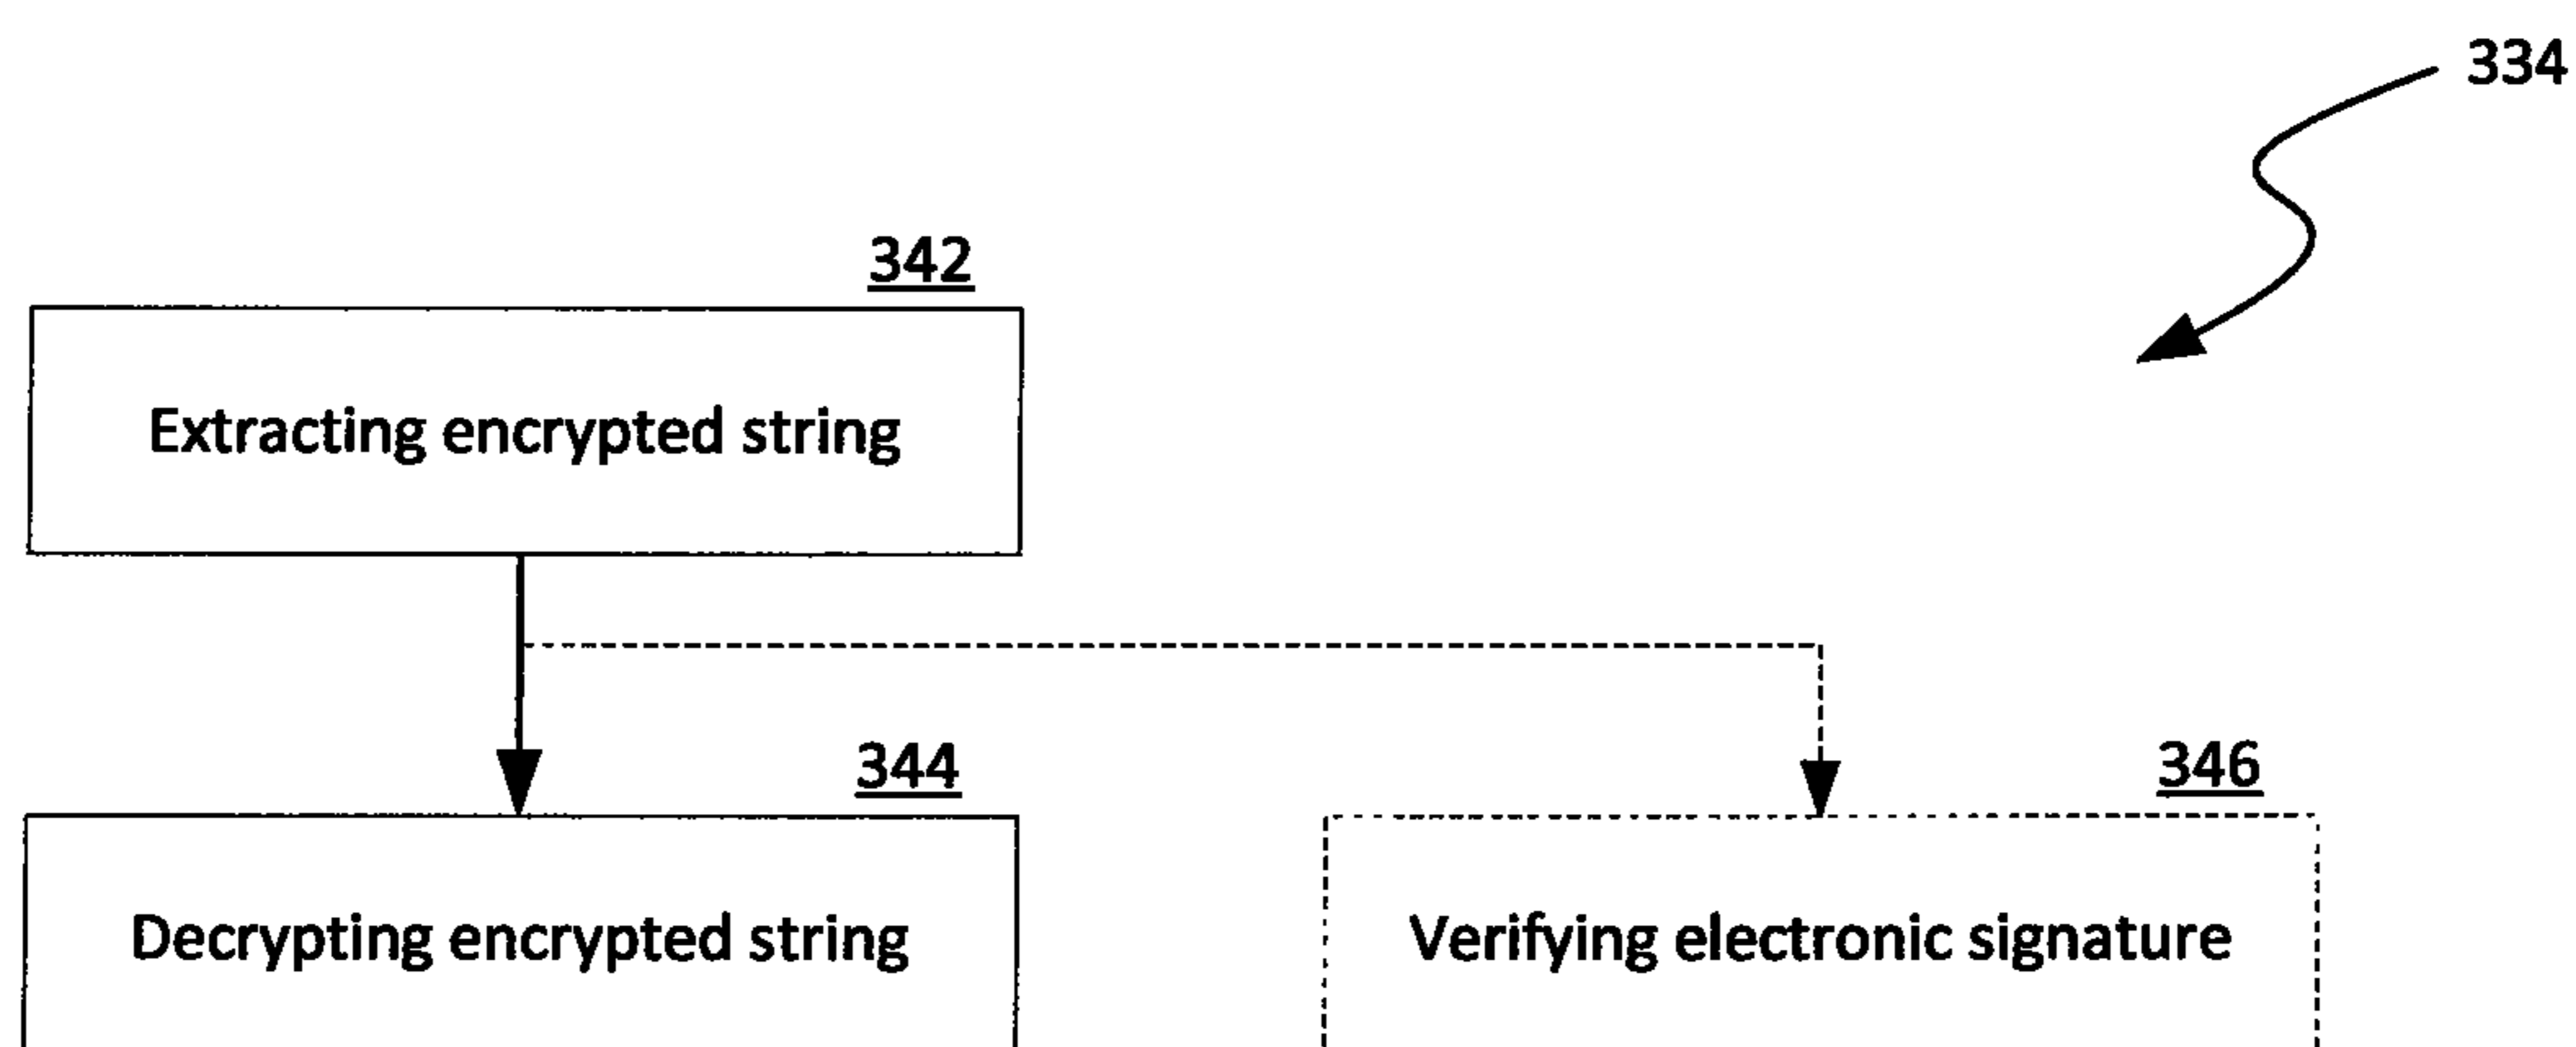 334
342
Extracting encrypted string
344
346
Decrypting encrypted string
Verifying electronic signature